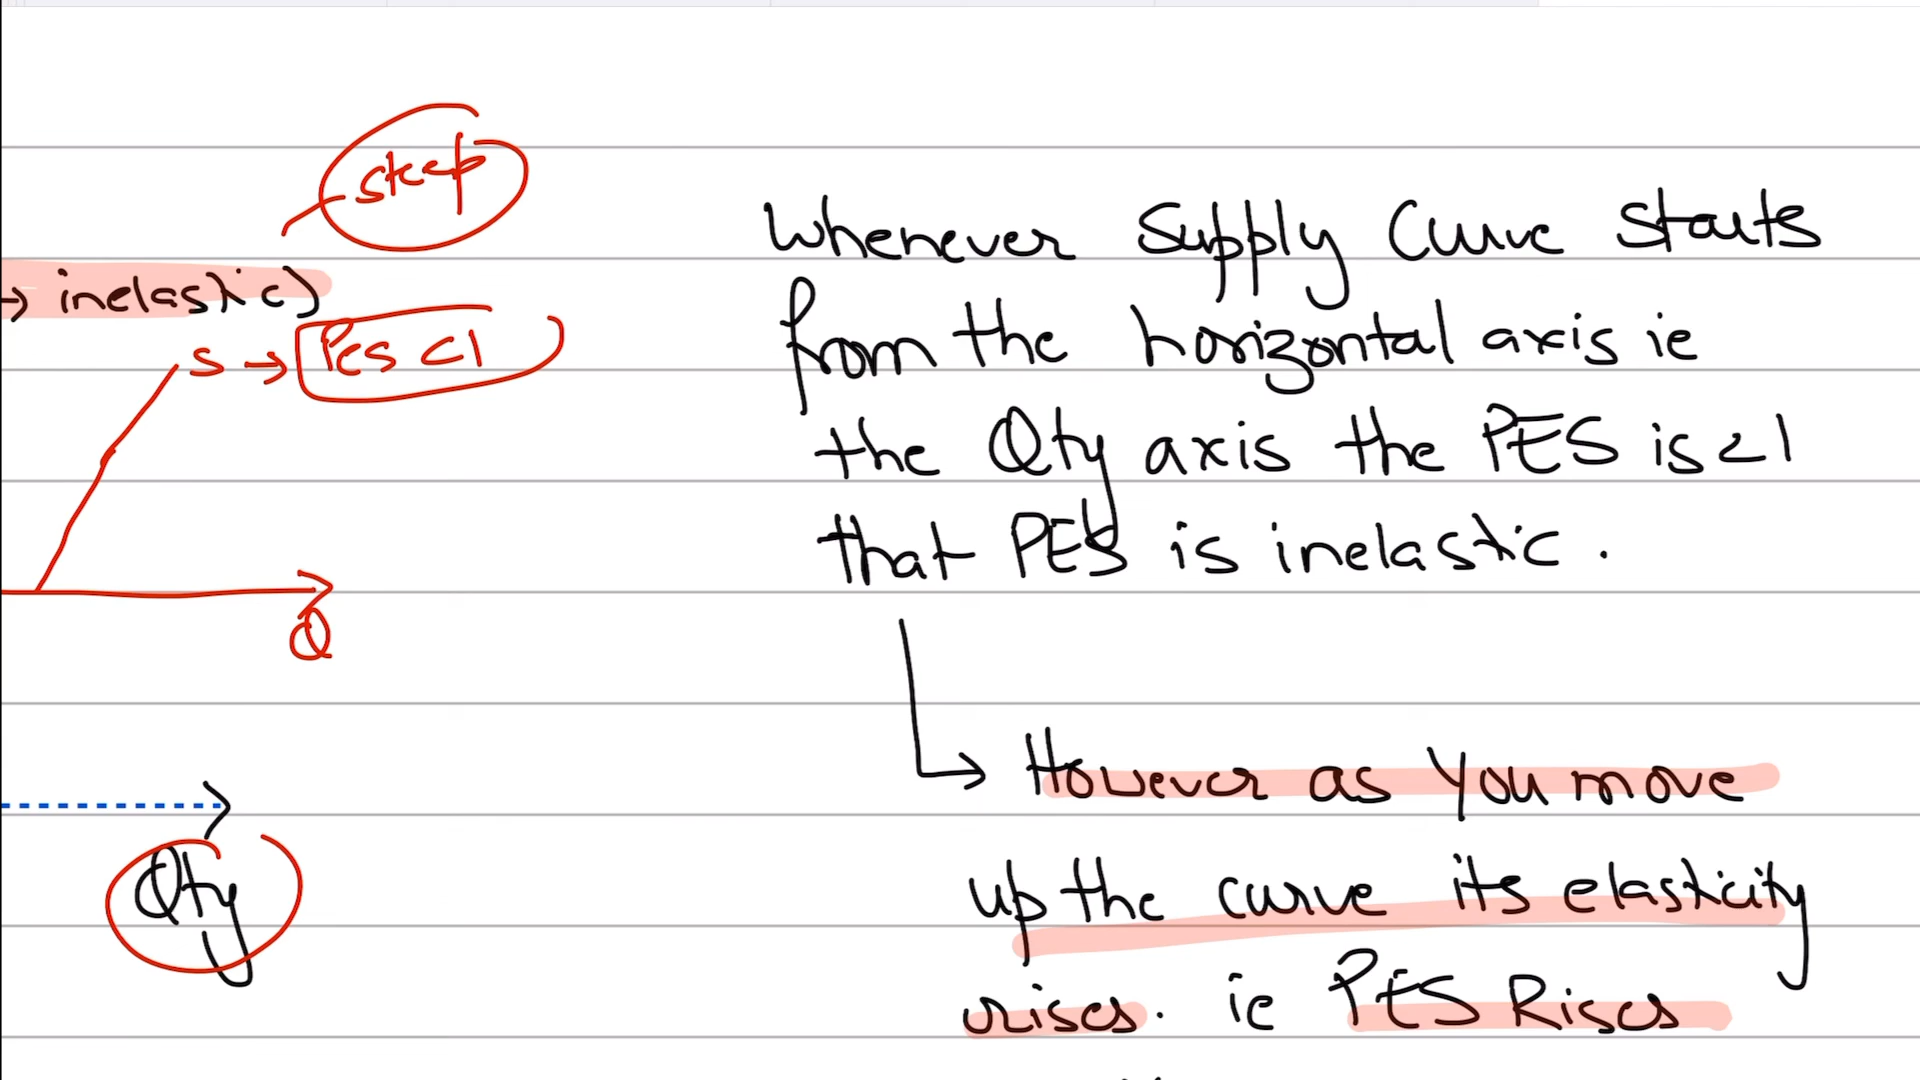 steep
→ inelastic)
S → Pes <1
Q
Qty
Whenever Supply Curve starts
from the horizontal axis ie
the Qty axis the PES is <1
that PES is inelastic.
↳ However as you move
up the curve its elasticity
rises. ie PES Rises